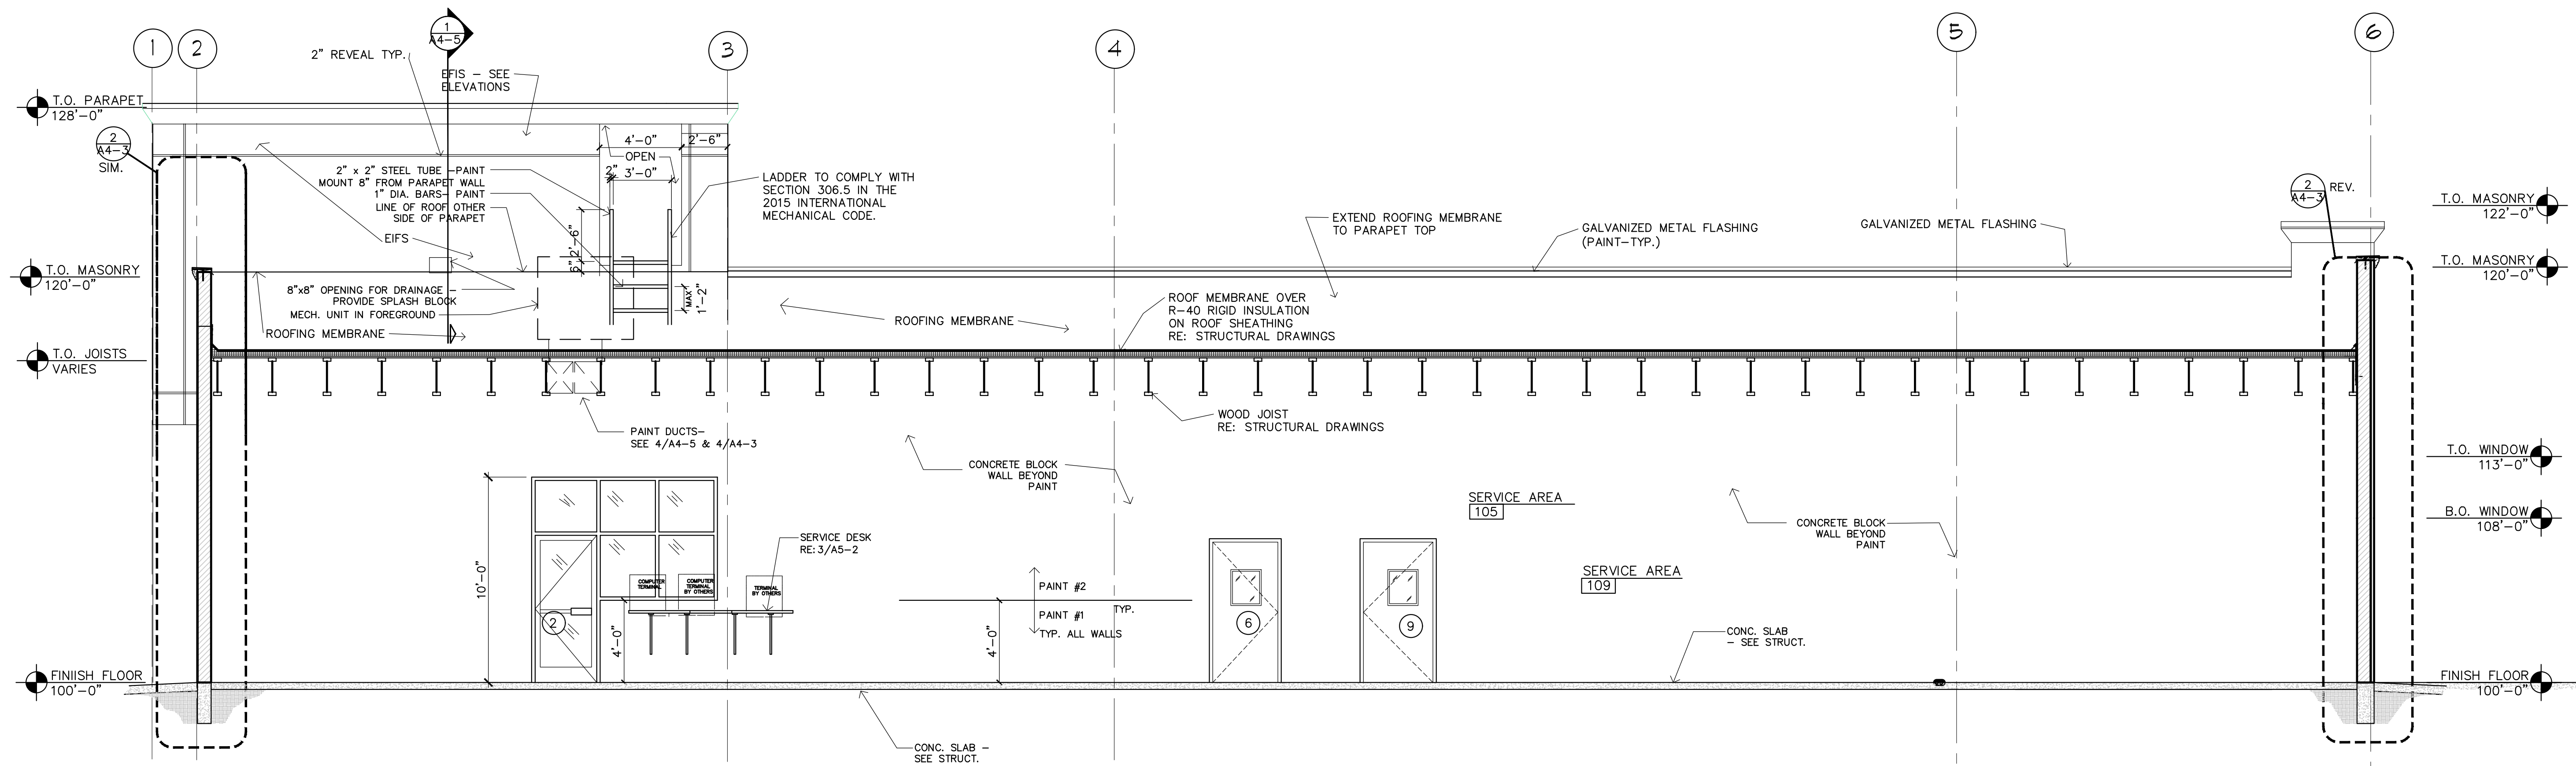 1
2
1
A4-5
3
4
5
6
2" REVEAL TYP.
EFIS - SEE
ELEVATIONS
T.O. PARAPET
128'-0"
2
A4-3
SIM.
4'-0"
2'-6"
OPEN
2"
3'-0"
2" x 2" STEEL TUBE -PAINT
MOUNT 8" FROM PARAPET WALL
1" DIA. BARS- PAINT
LINE OF ROOF OTHER
SIDE OF PARAPET
LADDER TO COMPLY WITH
SECTION 306.5 IN THE
2015 INTERNATIONAL
MECHANICAL CODE.
2
A4-3
REV.
T.O. MASONRY
122'-0"
EXTEND ROOFING MEMBRANE
TO PARAPET TOP
GALVANIZED METAL FLASHING
(PAINT-TYP.)
GALVANIZED METAL FLASHING
EIFS
2'-6"
6"
T.O. MASONRY
120'-0"
T.O. MASONRY
120'-0"
8"x8" OPENING FOR DRAINAGE -
PROVIDE SPLASH BLOCK
MECH. UNIT IN FOREGROUND
MAX
1'-2"
ROOFING MEMBRANE
ROOFING MEMBRANE
ROOF MEMBRANE OVER
R-40 RIGID INSULATION
ON ROOF SHEATHING
RE: STRUCTURAL DRAWINGS
T.O. JOISTS
VARIES
WOOD JOIST
RE: STRUCTURAL DRAWINGS
PAINT DUCTS-
SEE 4/A4-5 & 4/A4-3
CONCRETE BLOCK
WALL BEYOND
PAINT
T.O. WINDOW
113'-0"
SERVICE AREA
105
B.O. WINDOW
108'-0"
CONCRETE BLOCK
WALL BEYOND
PAINT
SERVICE DESK
RE:3/A5-2
10'-0"
COMPUTER
TERMINAL
COMPUTER
TERMINAL
BY OTHERS
TERMINAL
BY OTHERS
SERVICE AREA
109
PAINT #2
PAINT #1
TYP.
TYP. ALL WALLS
2
4'-0"
4'-0"
6
9
CONC. SLAB
- SEE STRUCT.
FINIISH FLOOR
100'-0"
FINISH FLOOR
100'-0"
CONC. SLAB -
SEE STRUCT.